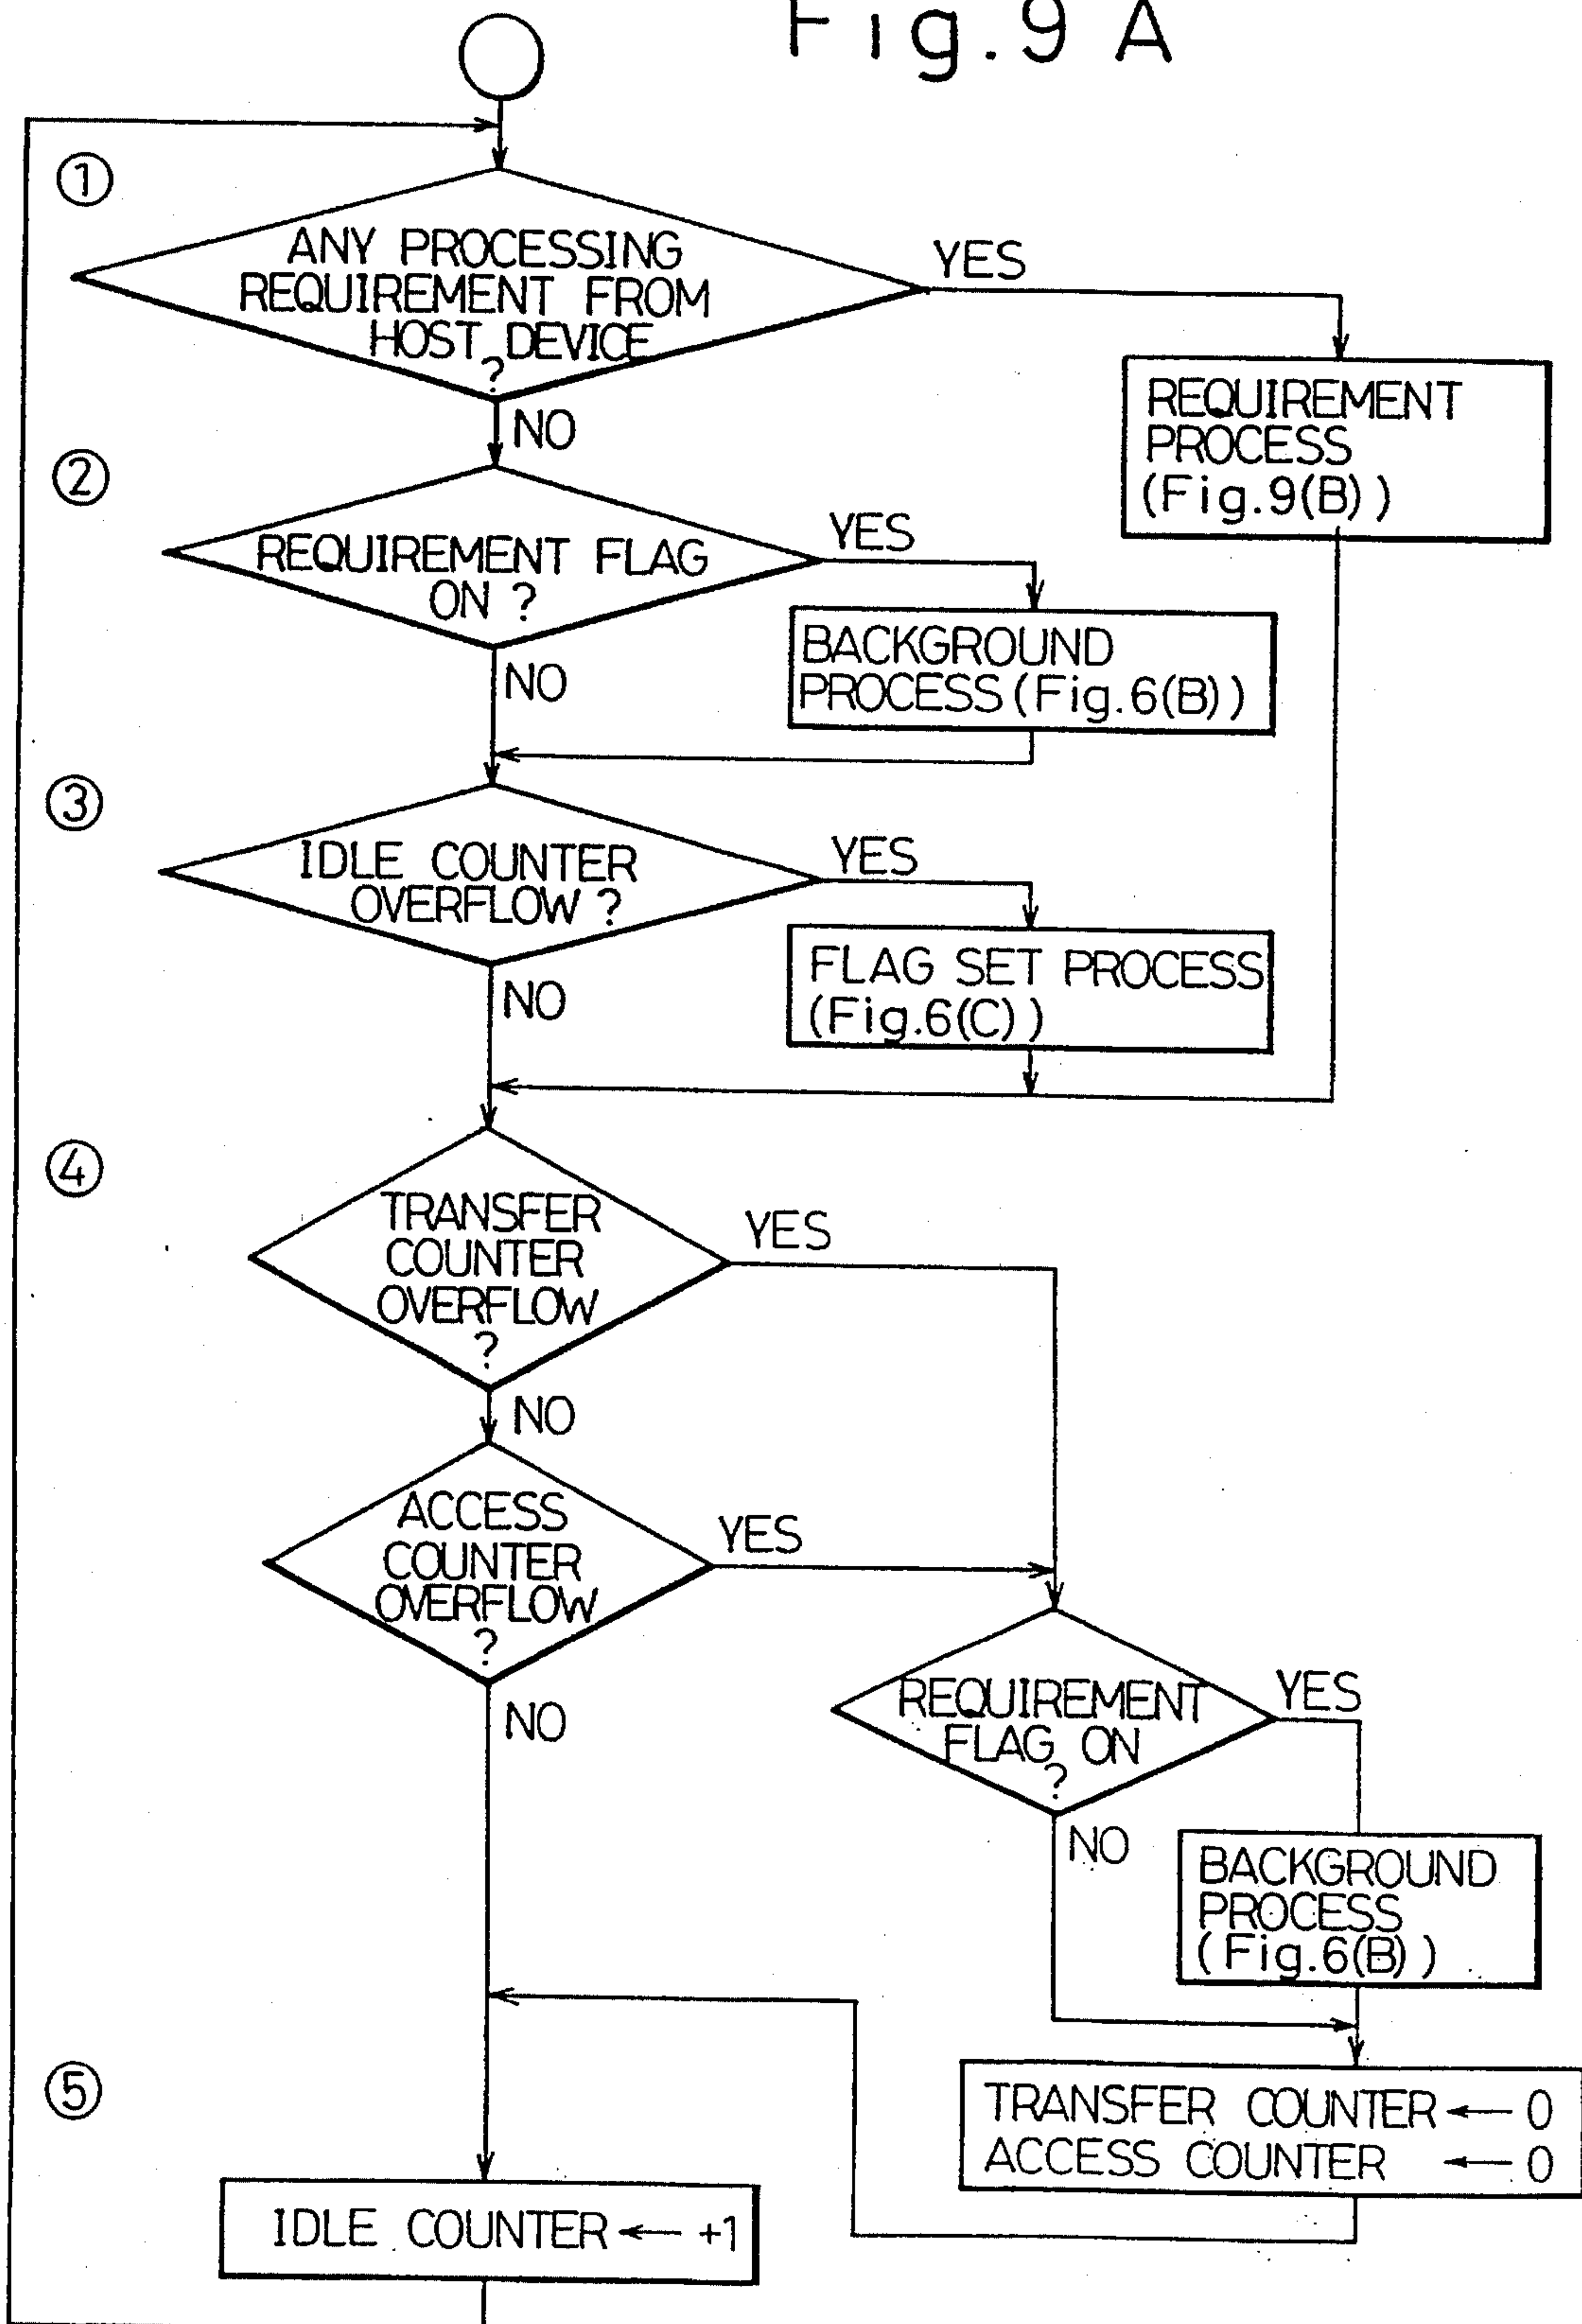 Fig.9 A
①
ANY PROCESSING
REQUIREMENT FROM
HOST DEVICE
?
YES
NO
REQUIREMENT
PROCESS
(Fig.9(B))
②
REQUIREMENT FLAG
ON ?
YES
NO
BACKGROUND
PROCESS (Fig.6(B))
③
IDLE COUNTER
OVERFLOW ?
YES
NO
FLAG SET PROCESS
(Fig.6(C))
④
TRANSFER
COUNTER
OVERFLOW
?
YES
NO
ACCESS
COUNTER
OVERFLOW
?
YES
NO
REQUIREMENT
FLAG ON
?
YES
NO
BACKGROUND
PROCESS
(Fig.6(B))
TRANSFER COUNTER ← 0
ACCESS COUNTER ← 0
⑤
IDLE COUNTER ← +1